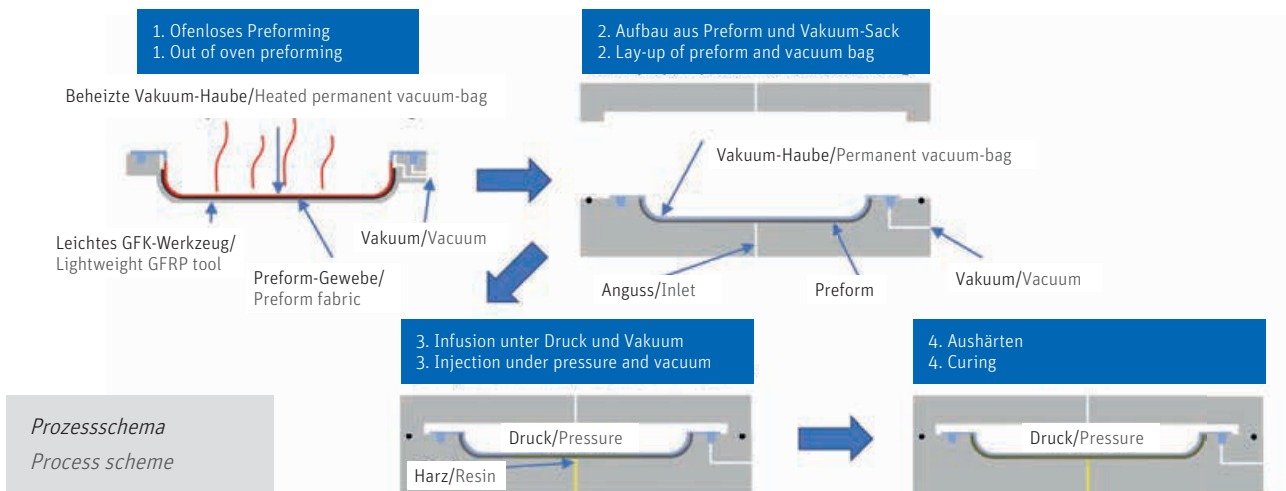 1. Ofenloses Preforming
1. Out of oven preforming
Beheizte Vakuum-Haube/Heated permanent vacuum-bag
Leichtes GFK-Werkzeug/
Lightweight GFRP tool
Preform-Gewebe/
Preform fabric
Vakuum/Vacuum
2. Aufbau aus Preform und Vakuum-Sack
2. Lay-up of preform and vacuum bag
Vakuum-Haube/Permanent vacuum-bag
Anguss/Inlet
Preform
Vakuum/Vacuum
3. Infusion unter Druck und Vakuum
3. Injection under pressure and vacuum
Druck/Pressure
Harz/Resin
4. Aushärten
4. Curing
Druck/Pressure
Prozessschema
Process scheme